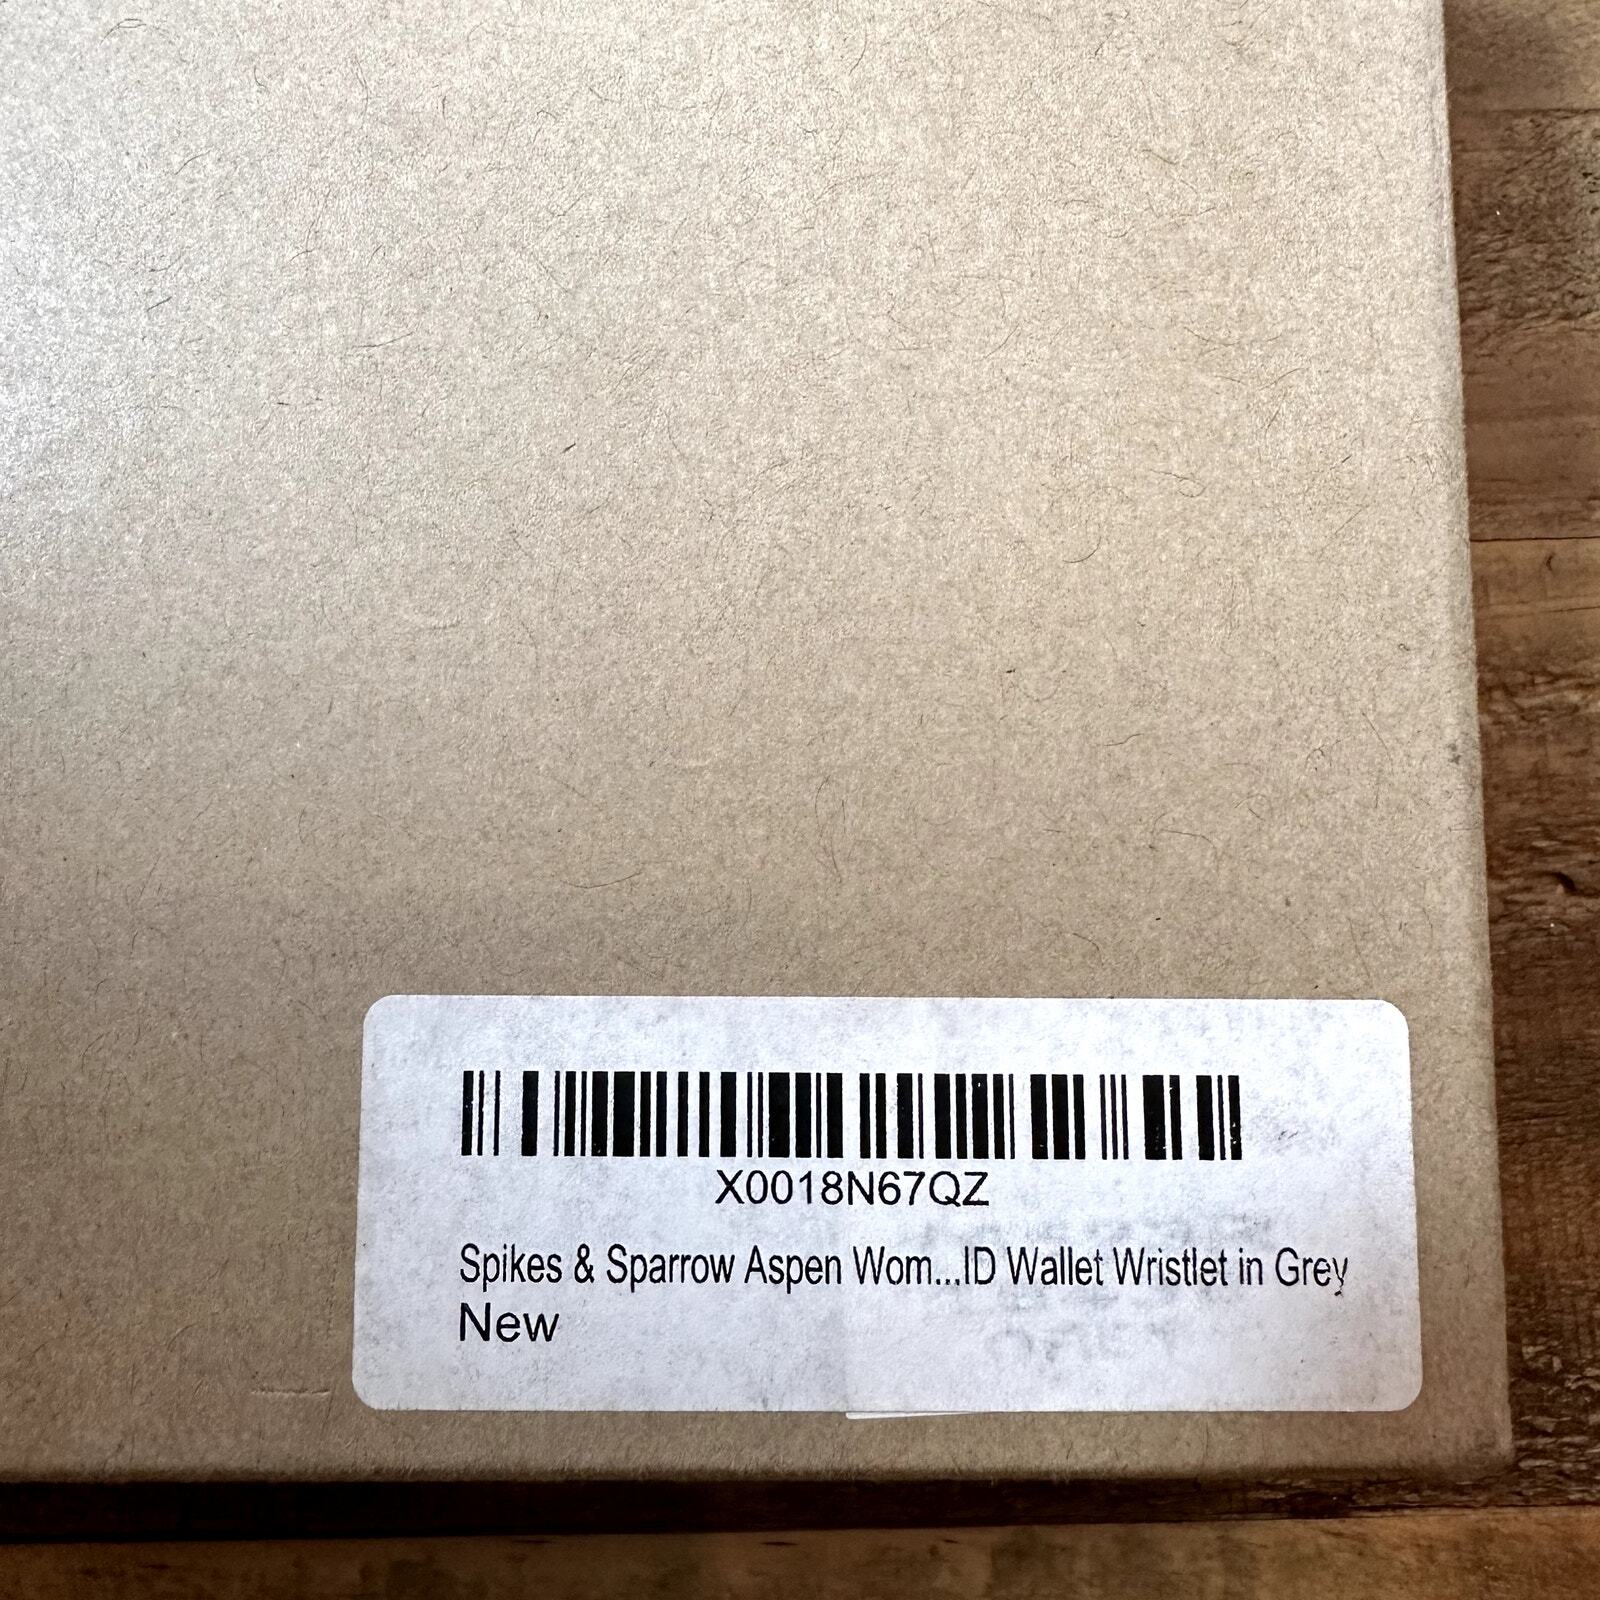 X0018N67QZ
Spikes & Sparrow Aspen Wom...ID Wallet Wristlet in Grey
New